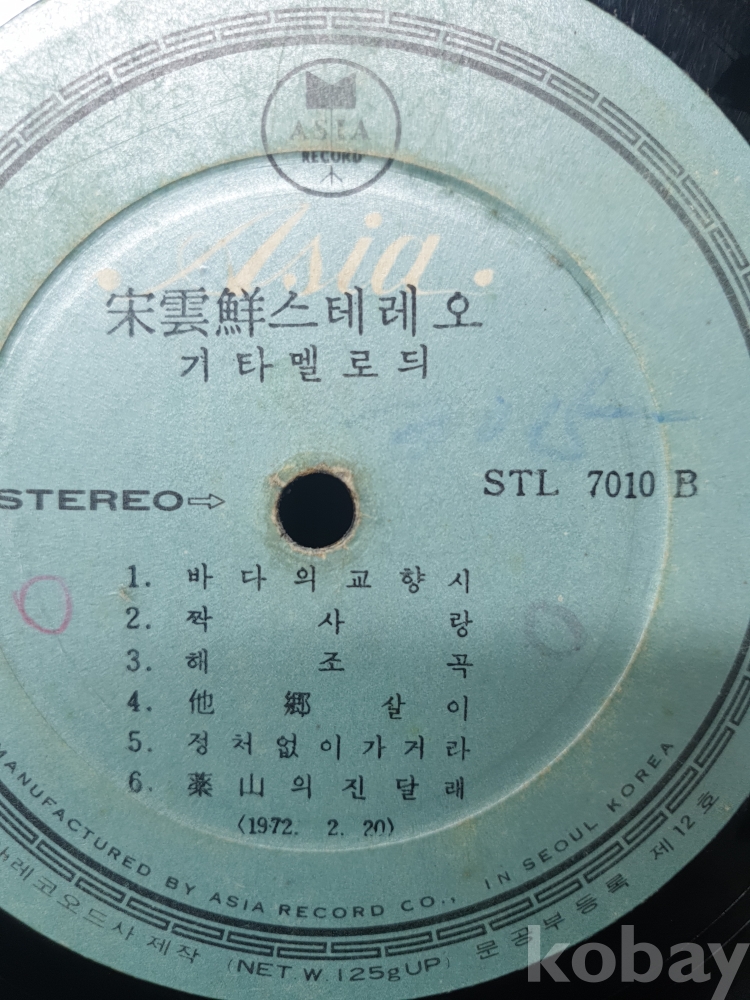 ASIA
RECORD
Asia
宋雲鮮스테레오
기타멜로듸
STEREO⇨
STL 7010 B
1. 바다의교향시
2. 짝사랑
3. 해조곡
4. 他鄕살이
5. 정처없이가거라
6. 藥山의진달래
(1972. 2. 20)
MANUFACTURED BY ASIA RECORD CO., IN SEOUL KOREA
레코오드사 제작 (NET.W.125gUP) 문공부등록 제12호
kobay